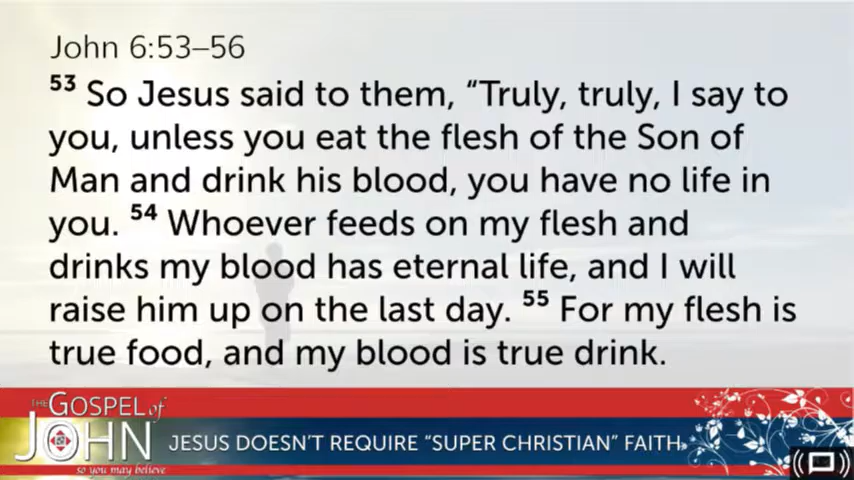 John 6:53–56
53 So Jesus said to them, “Truly, truly, I say to
you, unless you eat the flesh of the Son of
Man and drink his blood, you have no life in
you. 54 Whoever feeds on my flesh and
drinks my blood has eternal life, and I will
raise him up on the last day. 55 For my flesh is
true food, and my blood is true drink.
THE GOSPEL of
JOHN
so you may believe
JESUS DOESN'T REQUIRE “SUPER CHRISTIAN” FAITH